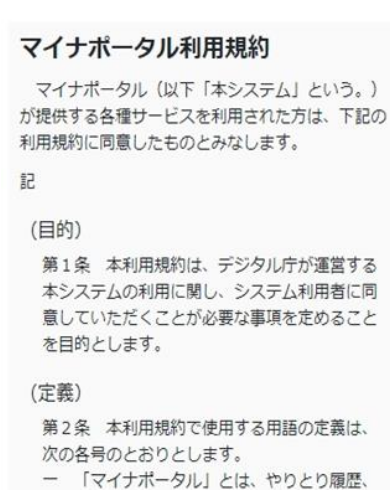 マイナポータル利用規約
マイナポータル（以下「本システム」という。）
が提供する各種サービスを利用された方は、下記の
利用規約に同意したものとみなします。
記
（目的）
第１条　本利用規約は、デジタル庁が運営する
本システムの利用に関し、システム利用者に同
意していただくことが必要な事項を定めること
を目的とします。
（定義）
第２条　本利用規約で使用する用語の定義は、
次の各号のとおりとします。
一　「マイナポータル」とは、やりとり履歴、